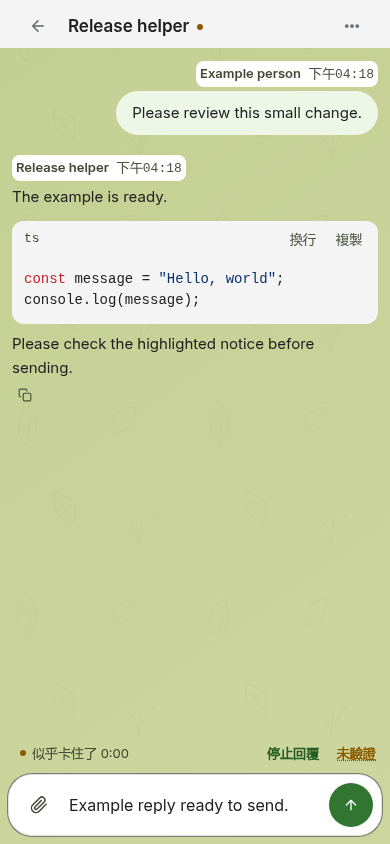 Release helper
Example person 下午04:18
Please review this small change.
Release helper 下午04:18
The example is ready.
ts 換行 複製
const message = "Hello, world";
console.log(message);
Please check the highlighted notice before
sending.
似乎卡住了 0:00 停止回覆 未驗證
Example reply ready to send.